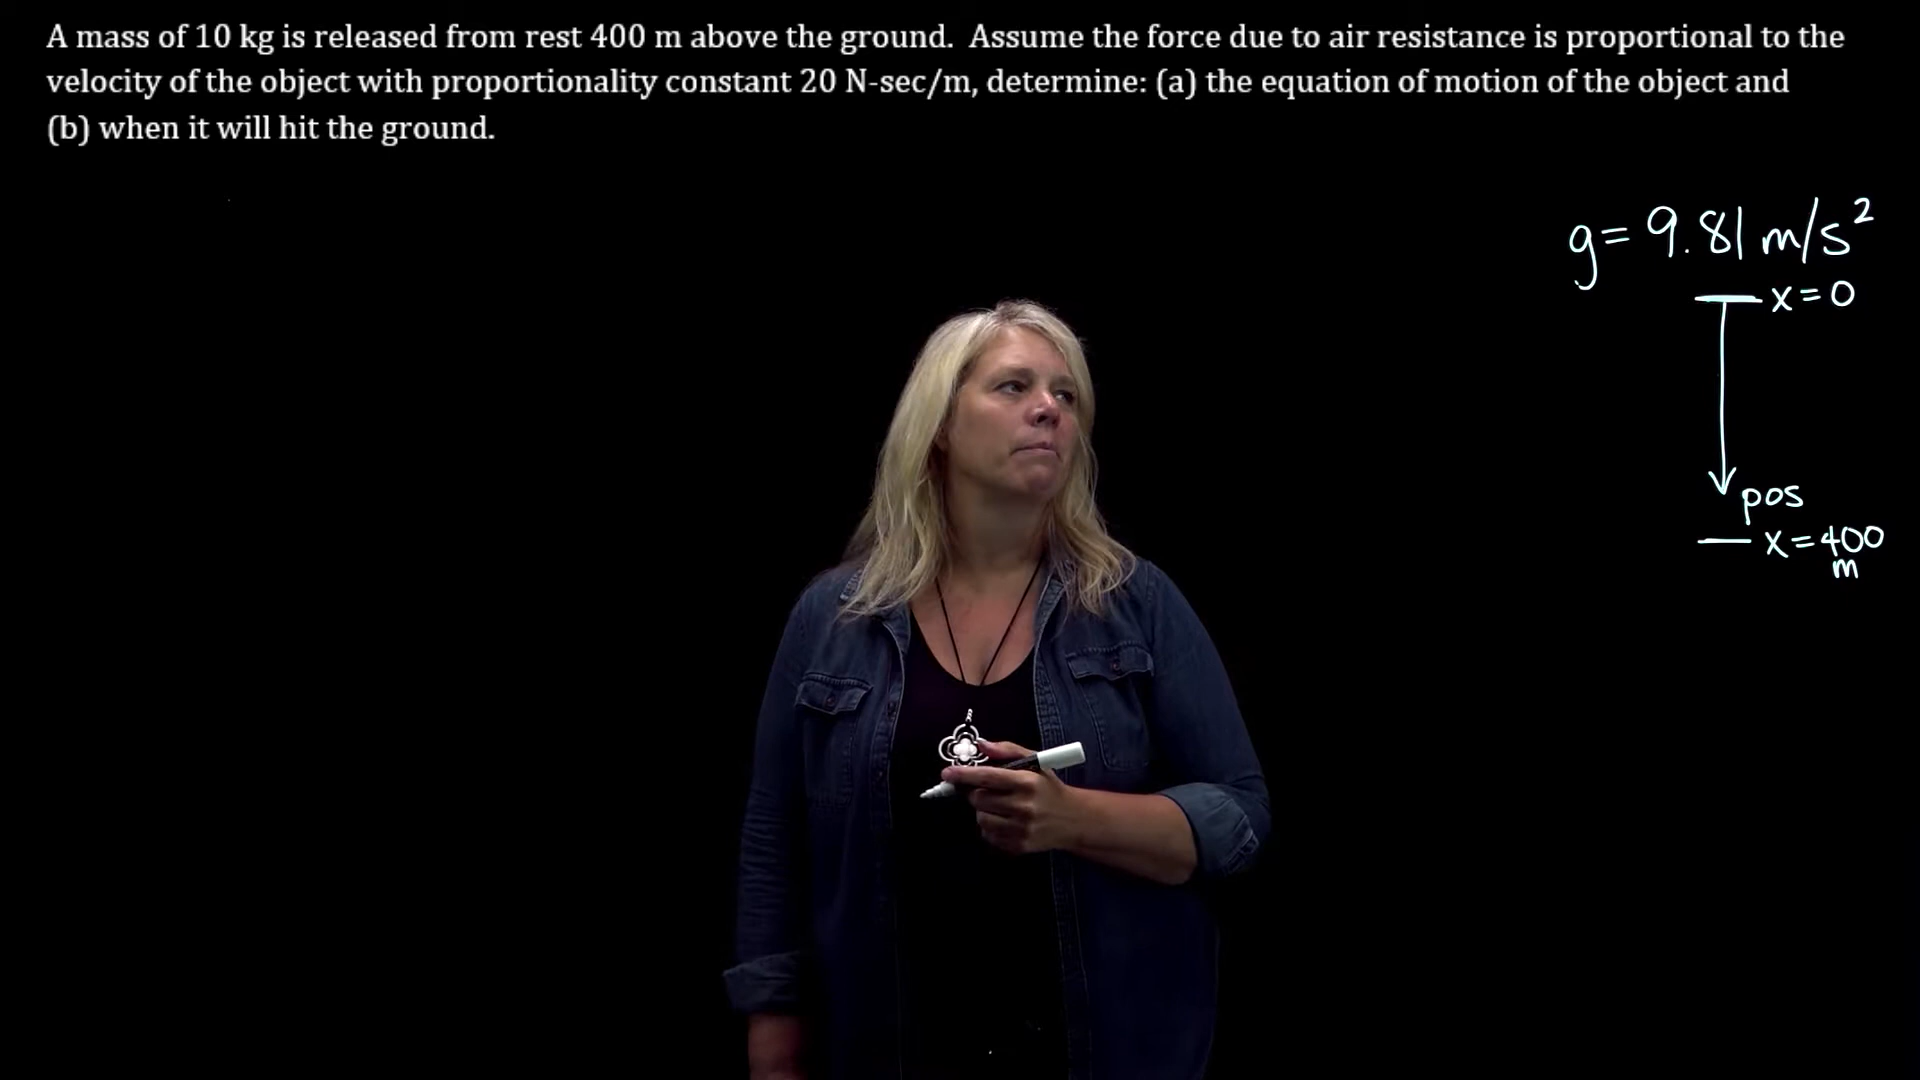 A mass of 10 kg is released from rest 400 m above the ground.  Assume the force due to air resistance is proportional to the
velocity of the object with proportionality constant 20 N-sec/m, determine: (a) the equation of motion of the object and
(b) when it will hit the ground.
g = 9.81 m/s²
x = 0
pos
x = 400
m